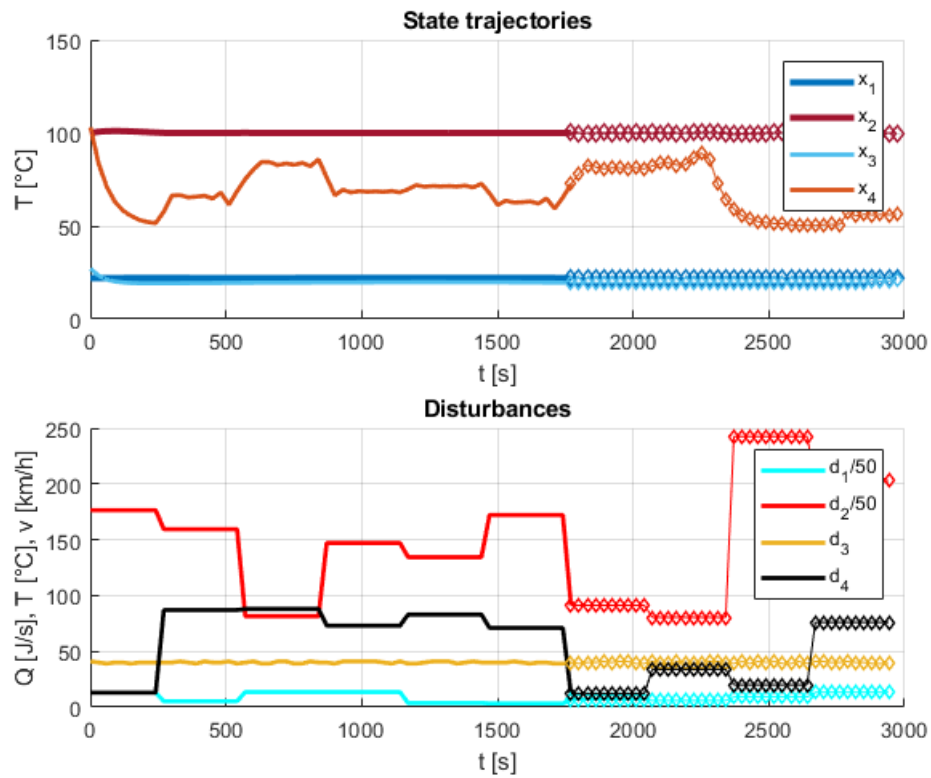 State trajectories
T [°C]
150
100
50
0
x₁
x₂
x₃
x₄
0 500 1000 1500 2000 2500 3000
t [s]
Disturbances
Q [J/s], T [°C], v [km/h]
250
200
150
100
50
0
d₁/50
d₂/50
d₃
d₄
0 500 1000 1500 2000 2500 3000
t [s]